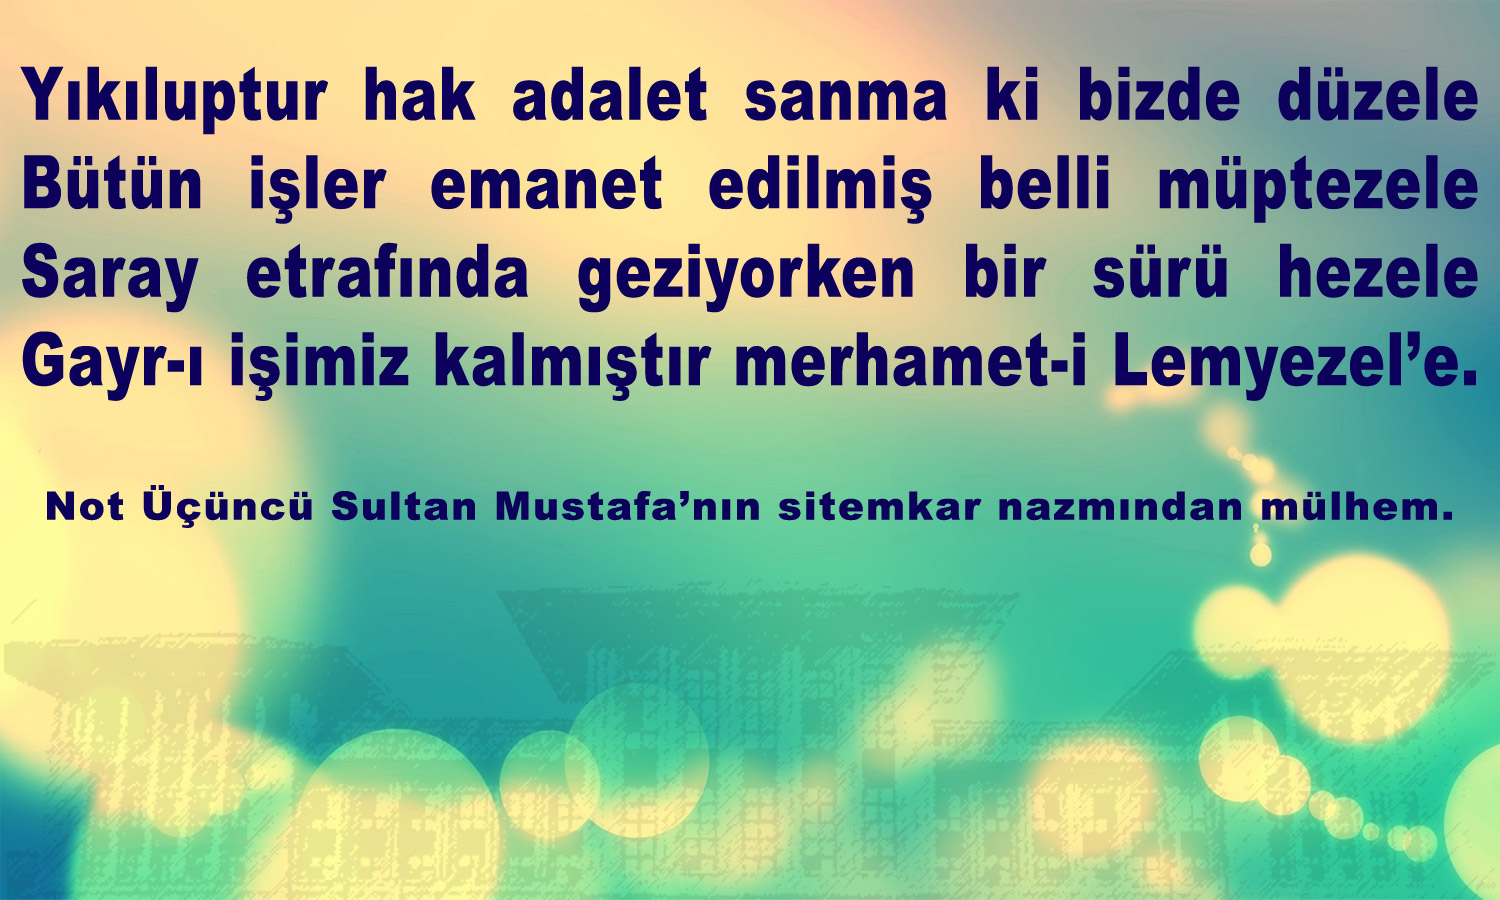 Yıkıluptur hak adalet sanma ki bizde düzele
Bütün işler emanet edilmiş belli müptezele
Saray etrafında geziyorken bir sürü hezele
Gayr-ı işimiz kalmıştır merhamet-i Lemyezel’e.
Not Üçüncü Sultan Mustafa’nın sitemkar nazmından mülhem.